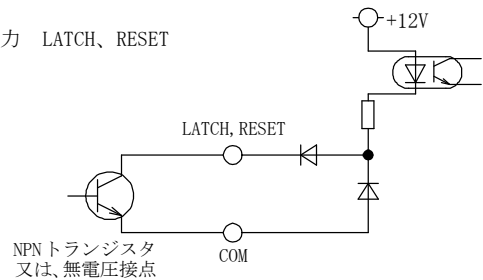 +12V
力 LATCH、RESET
LATCH, RESET
COM
NPNトランジスタ
又は、無電圧接点